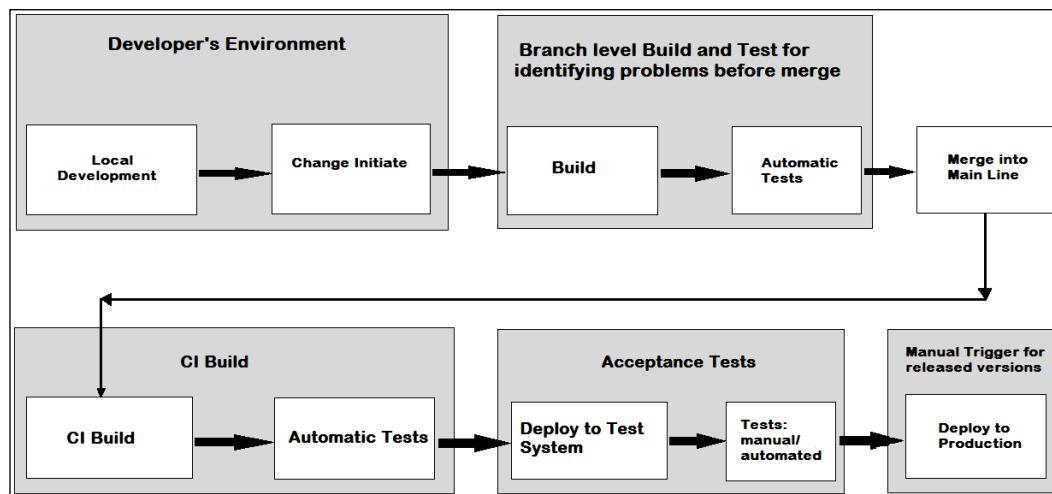 Developer's Environment
Branch level Build and Test for
identifying problems before merge
Local
Development
Change Initiate
Build
Automatic
Tests
Merge into
Main Line
CI Build
Acceptance Tests
Manual Trigger for
released versions
CI Build
Automatic Tests
Deploy to Test
System
Tests:
manual/
automated
Deploy to
Production